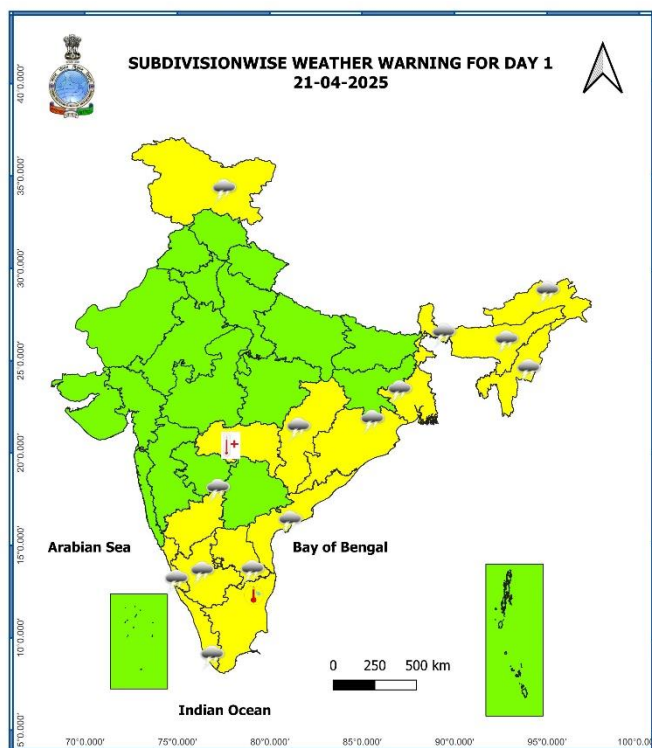 SUBDIVISIONWISE WEATHER WARNING FOR DAY 1
21-04-2025
40°0.000'
35°0.000'
30°0.000'
25°0.000'
20°0.000'
15°0.000'
10°0.000'
5°0.000'
Arabian Sea
Bay of Bengal
0 250 500 km
Indian Ocean
70°0.000' 75°0.000' 80°0.000' 85°0.000' 90°0.000' 95°0.000' 100°0.000'